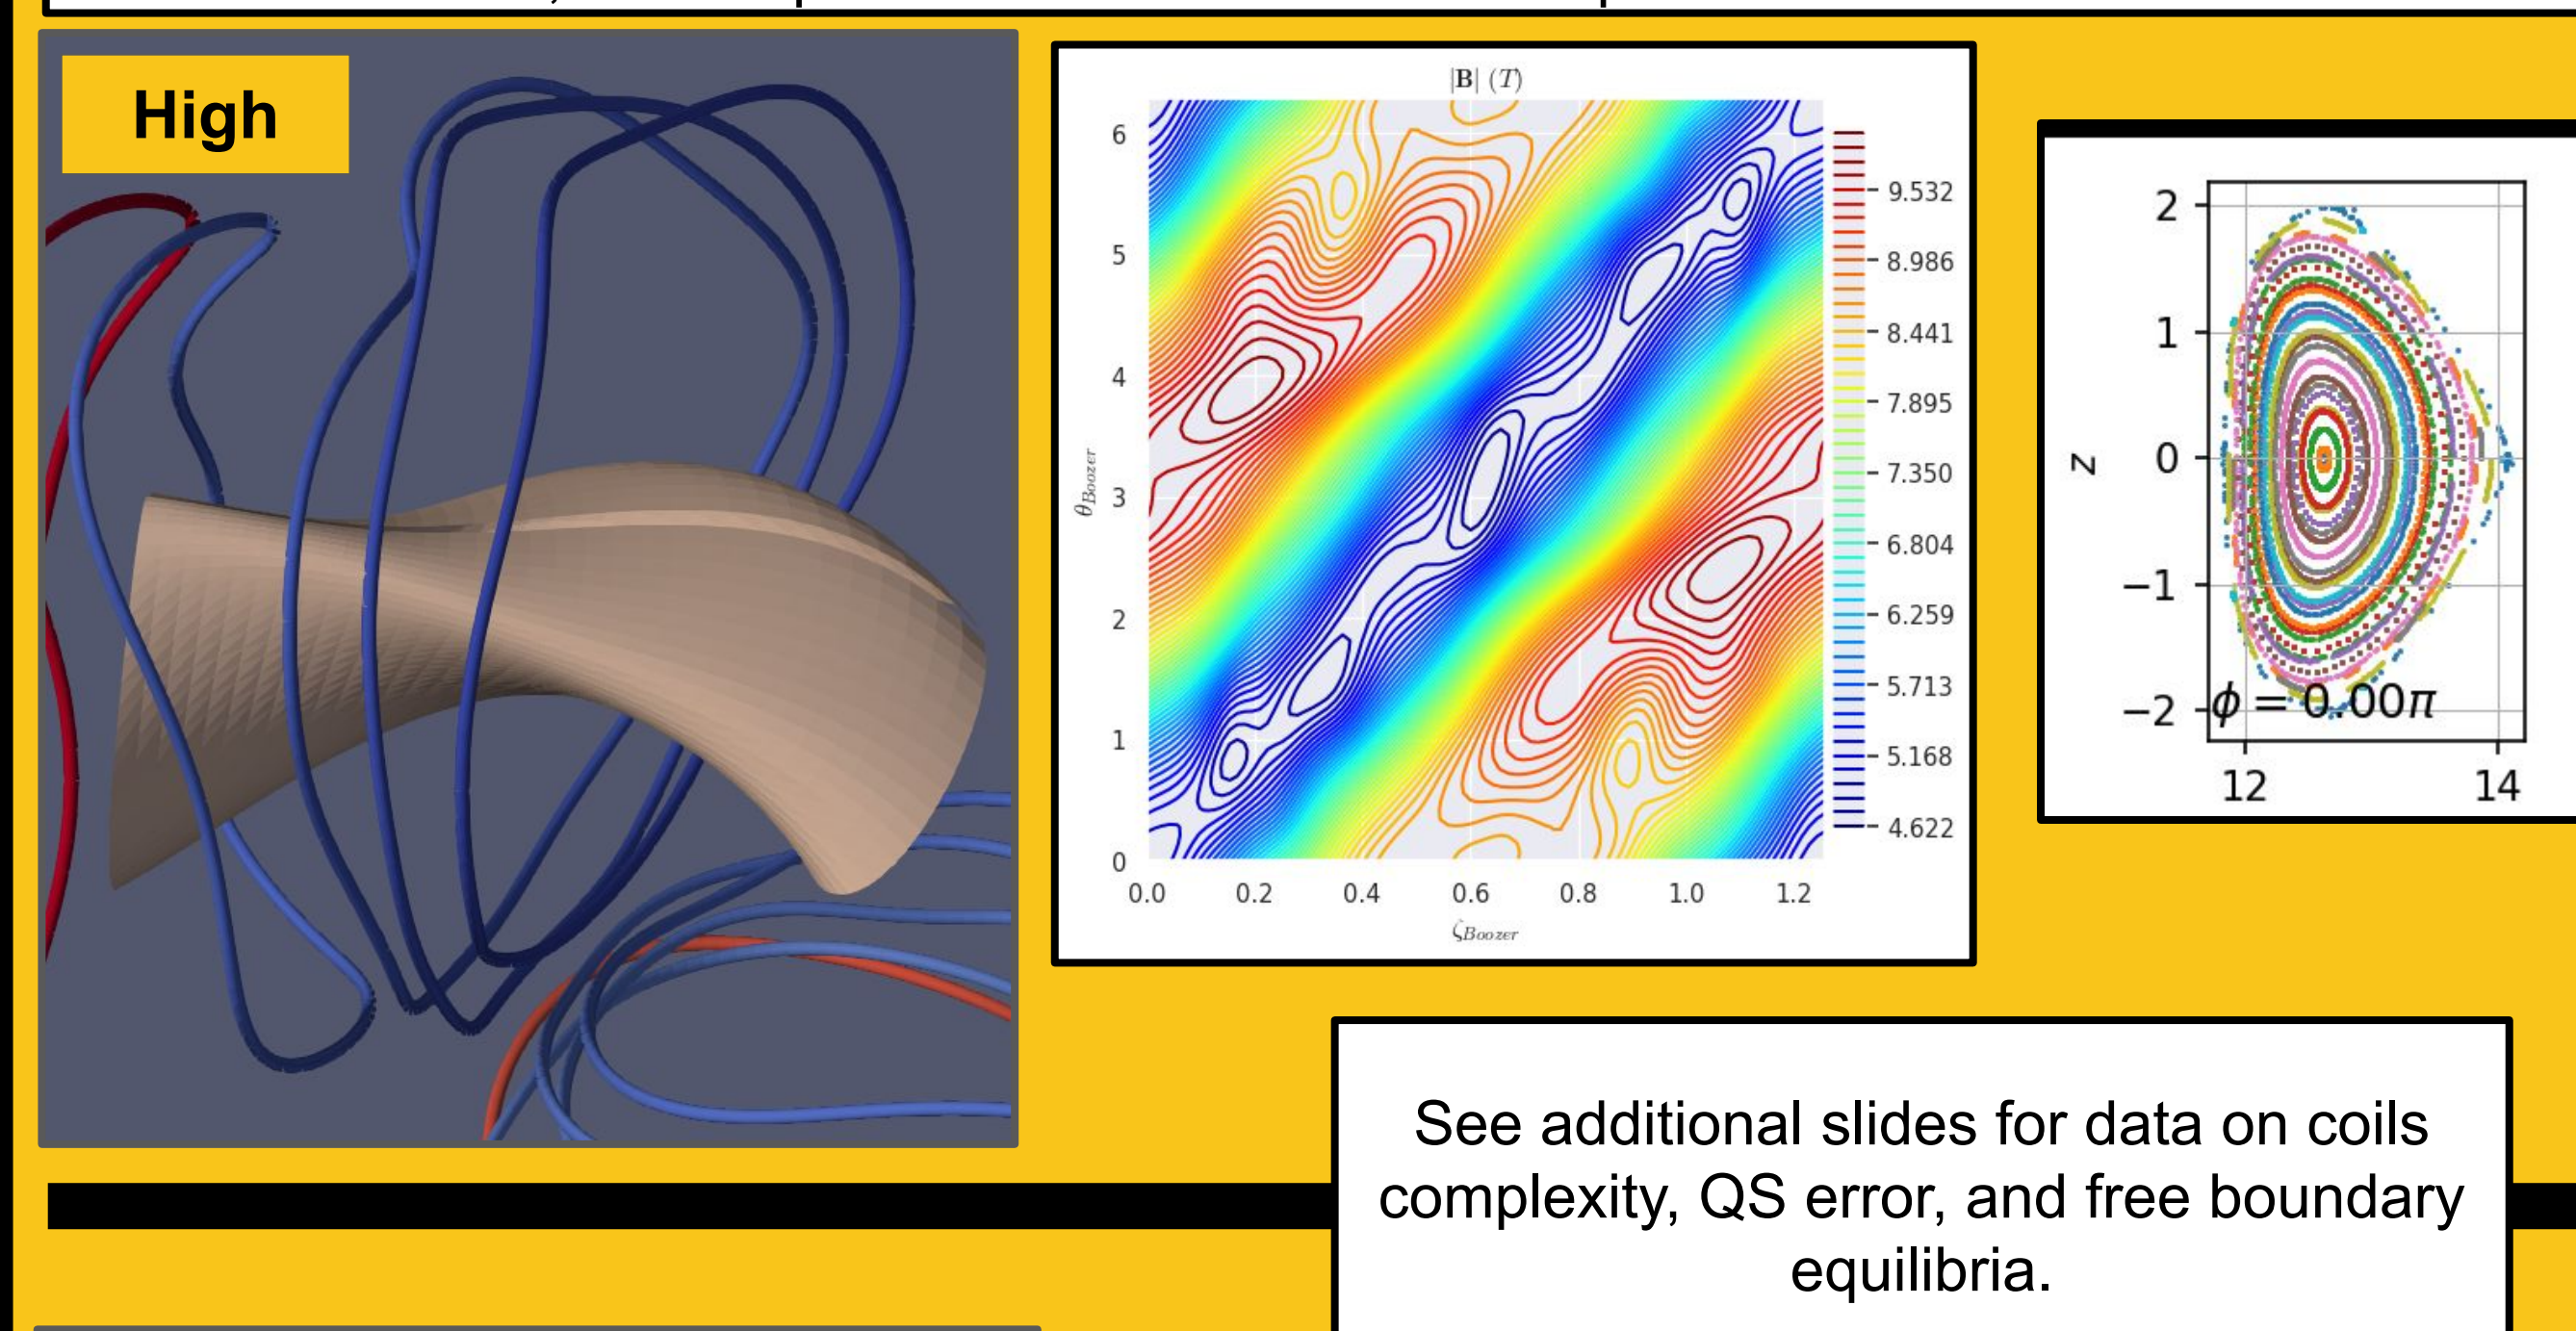 High
|B| (T)
6
5
4
3
2
1
0
θBoozer
0.0 0.2 0.4 0.6 0.8 1.0 1.2
ζBoozer
9.532
8.986
8.441
7.895
7.350
6.804
6.259
5.713
5.168
4.622
2
1
0
−1
−2
z
ϕ = 0.00π
12 14
See additional slides for data on coils
complexity, QS error, and free boundary
equilibria.